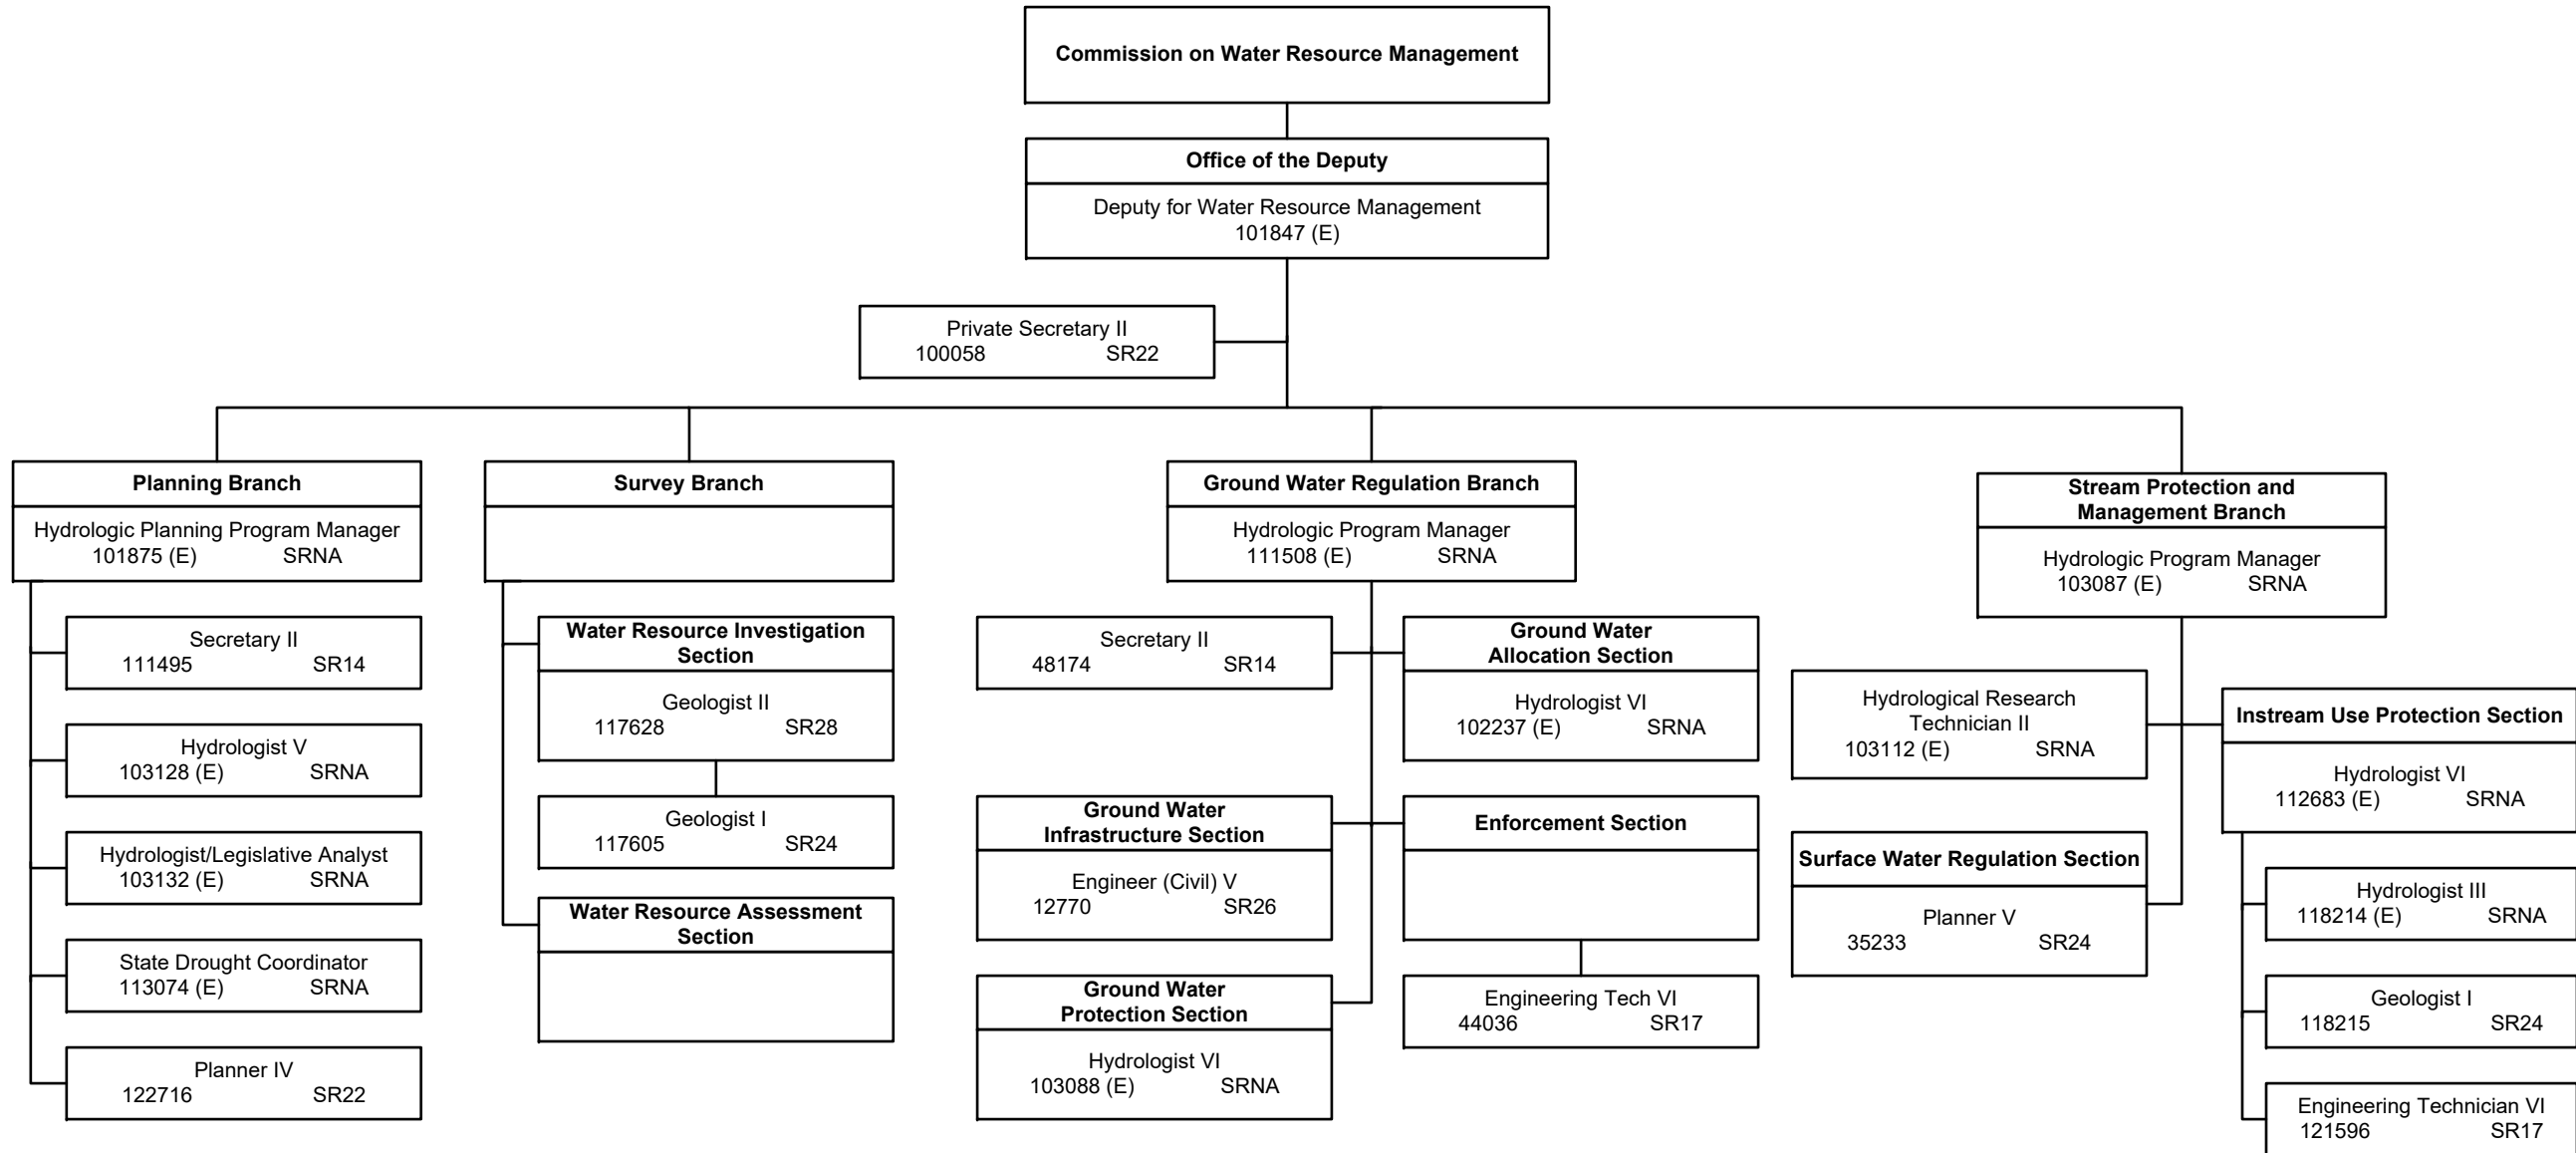 Commission on Water Resource Management
Office of the Deputy
Deputy for Water Resource Management
101847 (E)
Private Secretary II
100058 SR22
Planning Branch
Hydrologic Planning Program Manager
101875 (E) SRNA
Secretary II
111495 SR14
Hydrologist V
103128 (E) SRNA
Hydrologist/Legislative Analyst
103132 (E) SRNA
State Drought Coordinator
113074 (E) SRNA
Planner IV
122716 SR22
Survey Branch
Water Resource Investigation
Section
Geologist II
117628 SR28
Geologist I
117605 SR24
Water Resource Assessment
Section
Ground Water Regulation Branch
Hydrologic Program Manager
111508 (E) SRNA
Secretary II
48174 SR14
Ground Water
Allocation Section
Hydrologist VI
102237 (E) SRNA
Ground Water
Infrastructure Section
Engineer (Civil) V
12770 SR26
Enforcement Section
Engineering Tech VI
44036 SR17
Ground Water
Protection Section
Hydrologist VI
103088 (E) SRNA
Stream Protection and
Management Branch
Hydrologic Program Manager
103087 (E) SRNA
Hydrological Research
Technician II
103112 (E) SRNA
Surface Water Regulation Section
Planner V
35233 SR24
Instream Use Protection Section
Hydrologist VI
112683 (E) SRNA
Hydrologist III
118214 (E) SRNA
Geologist I
118215 SR24
Engineering Technician VI
121596 SR17